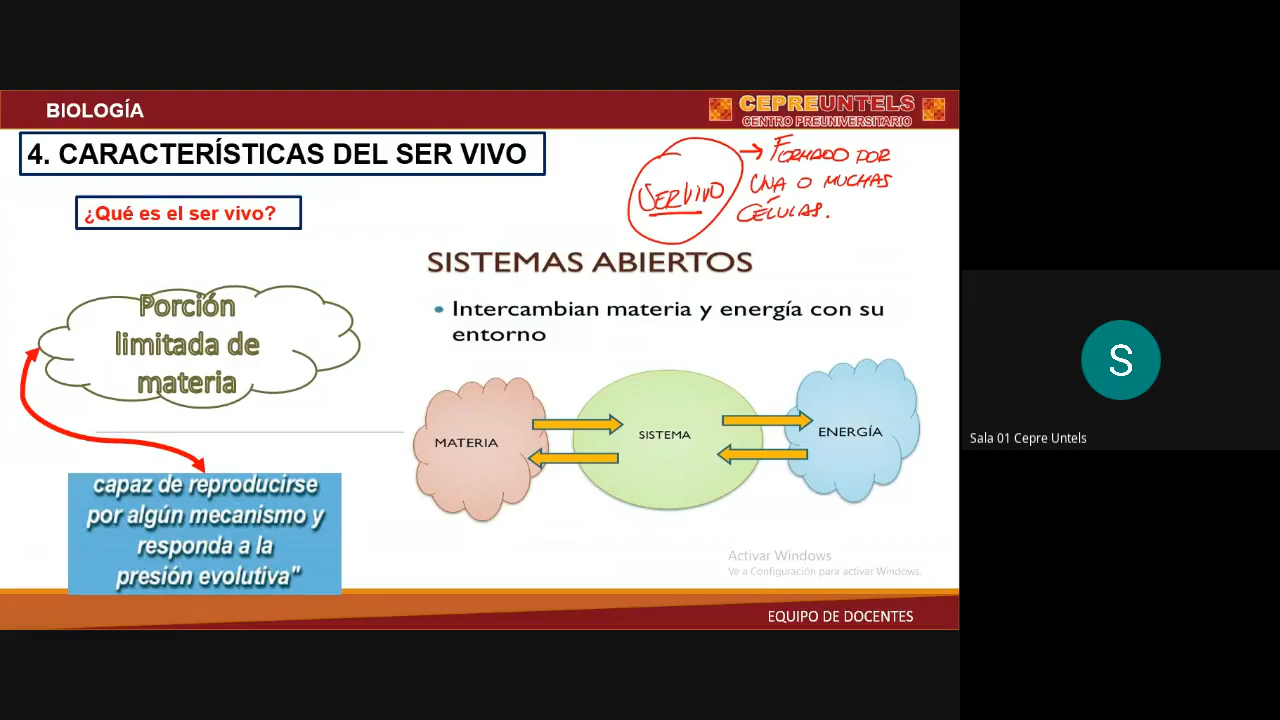 BIOLOGÍA
CEPREUNTELS
CENTRO PREUNIVERSITARIO
4. CARACTERÍSTICAS DEL SER VIVO
¿Qué es el ser vivo?
SER VIVO
→ FORMADO POR
UNA O MUCHAS
CÉLULAS.
SISTEMAS ABIERTOS
• Intercambian materia y energía con su
entorno
Porción
limitada de
materia
MATERIA
SISTEMA
ENERGÍA
capaz de reproducirse
por algún mecanismo y
responda a la
presión evolutiva"
Activar Windows
Ve a Configuración para activar Windows.
EQUIPO DE DOCENTES
S
Sala 01 Cepre Untels